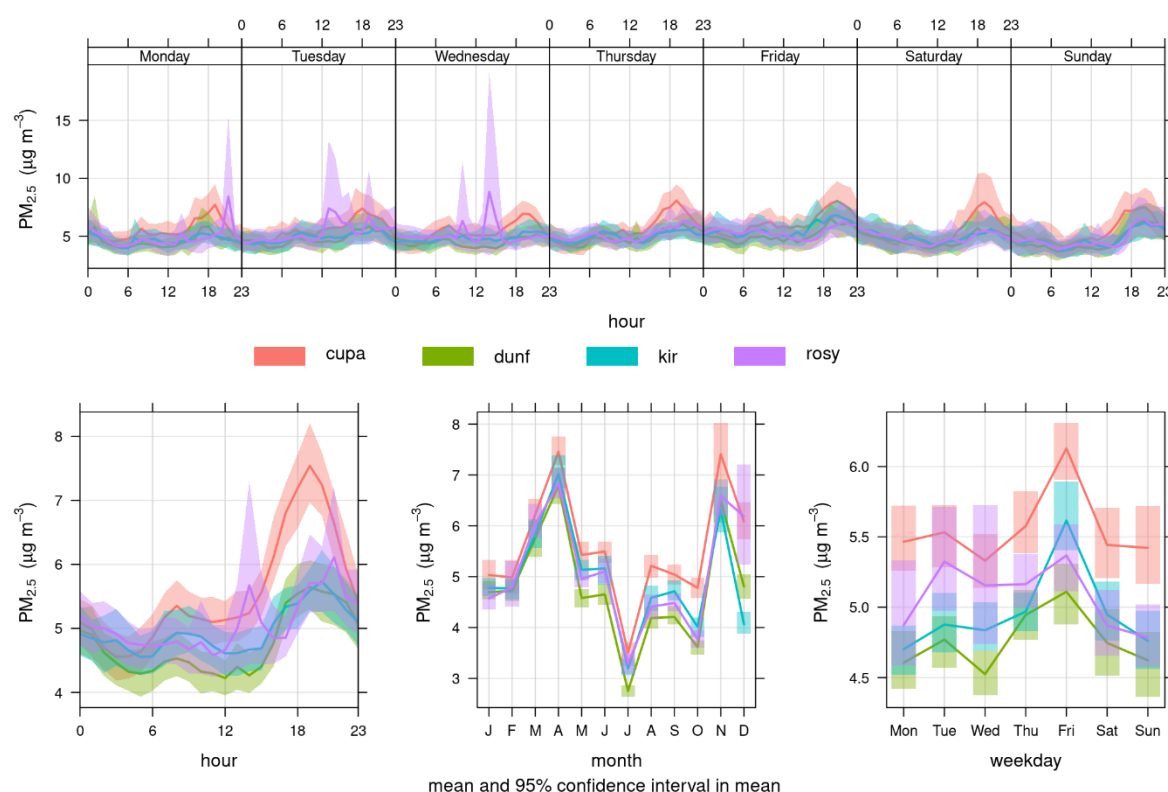 0 6 12 18 23 0 6 12 18 23 0 6 12 18 23
Monday Tuesday Wednesday Thursday Friday Saturday Sunday
PM2.5 (μg m−3)
15
10
5
0 6 12 18 23 0 6 12 18 23 0 6 12 18 23 0 6 12 18 23
hour
cupa dunf kir rosy
PM2.5 (μg m−3)
8
7
6
5
4
0 6 12 18 23
hour
PM2.5 (μg m−3)
8
7
6
5
4
3
J F M A M J J A S O N D
month
PM2.5 (μg m−3)
6.0
5.5
5.0
4.5
Mon Tue Wed Thu Fri Sat Sun
weekday
mean and 95% confidence interval in mean